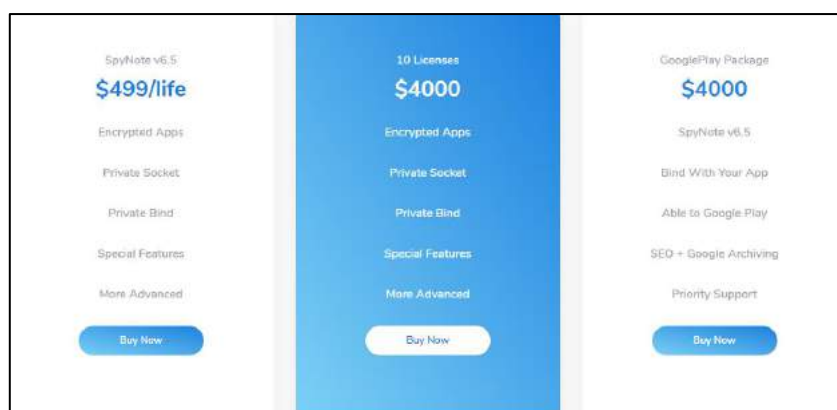 SpyNote v6.5
$499/life
Encrypted Apps
Private Socket
Private Bind
Special Features
More Advanced
Buy Now
10 Licenses
$4000
Encrypted Apps
Private Socket
Private Bind
Special Features
More Advanced
Buy Now
GooglePlay Package
$4000
SpyNote v6.5
Bind With Your App
Able to Google Play
SEO + Google Archiving
Priority Support
Buy Now